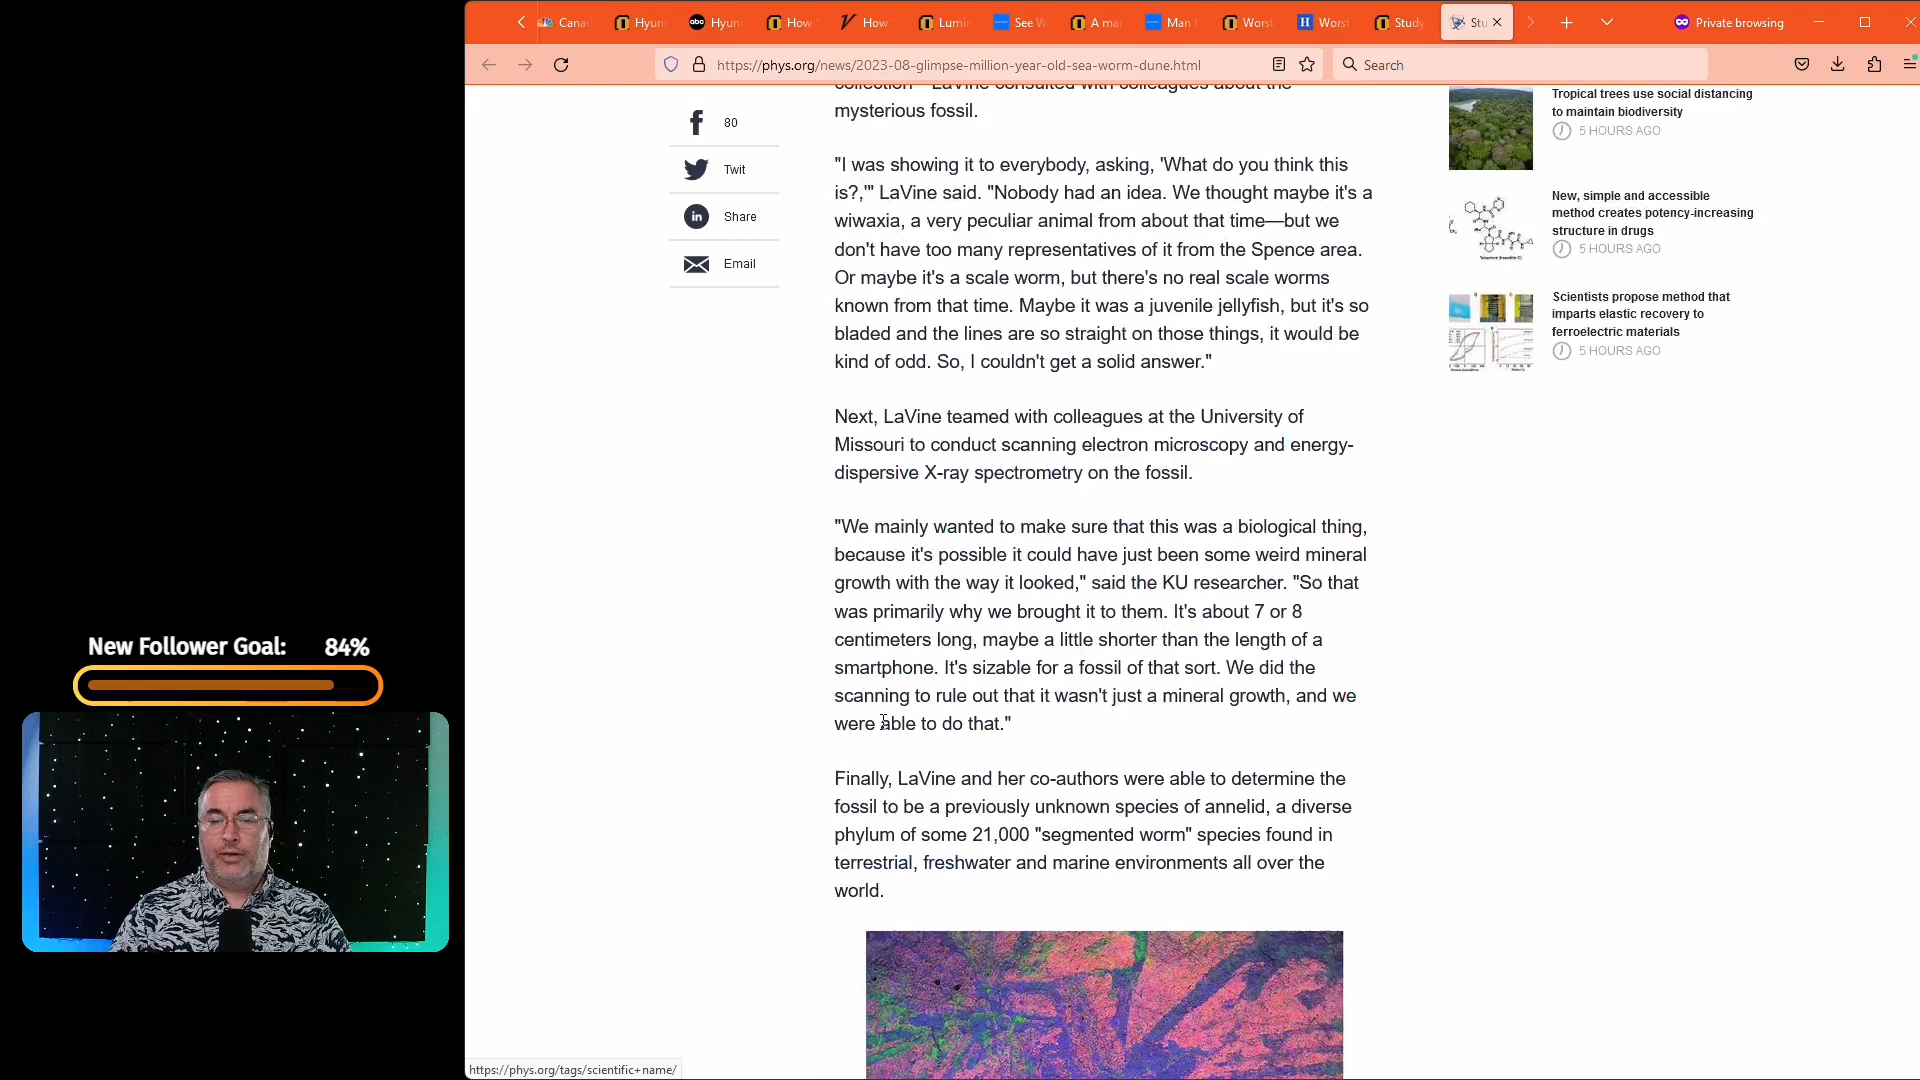 Cana
Hyun
abc
Hyun
How
How
Lumin
See W
A mar
Man F
Worst
H
Worst
Study
Stu
Private browsing
https://phys.org/news/2023-08-glimpse-million-year-old-sea-worm-dune.html
Search
mysterious fossil.
"I was showing it to everybody, asking, 'What do you think this
is?,'" LaVine said. "Nobody had an idea. We thought maybe it's a
wiwaxia, a very peculiar animal from about that time—but we
don't have too many representatives of it from the Spence area.
Or maybe it's a scale worm, but there's no real scale worms
known from that time. Maybe it was a juvenile jellyfish, but it's so
bladed and the lines are so straight on those things, it would be
kind of odd. So, I couldn't get a solid answer."
Next, LaVine teamed with colleagues at the University of
Missouri to conduct scanning electron microscopy and energy-
dispersive X-ray spectrometry on the fossil.
"We mainly wanted to make sure that this was a biological thing,
because it's possible it could have just been some weird mineral
growth with the way it looked," said the KU researcher. "So that
was primarily why we brought it to them. It's about 7 or 8
centimeters long, maybe a little shorter than the length of a
smartphone. It's sizable for a fossil of that sort. We did the
scanning to rule out that it wasn't just a mineral growth, and we
were able to do that."
Finally, LaVine and her co-authors were able to determine the
fossil to be a previously unknown species of annelid, a diverse
phylum of some 21,000 "segmented worm" species found in
terrestrial, freshwater and marine environments all over the
world.
80
Twit
in
Share
Email
Tropical trees use social distancing
to maintain biodiversity
5 HOURS AGO
New, simple and accessible
method creates potency-increasing
structure in drugs
5 HOURS AGO
Scientists propose method that
imparts elastic recovery to
ferroelectric materials
5 HOURS AGO
New Follower Goal: 84%
https://phys.org/tags/scientific+name/